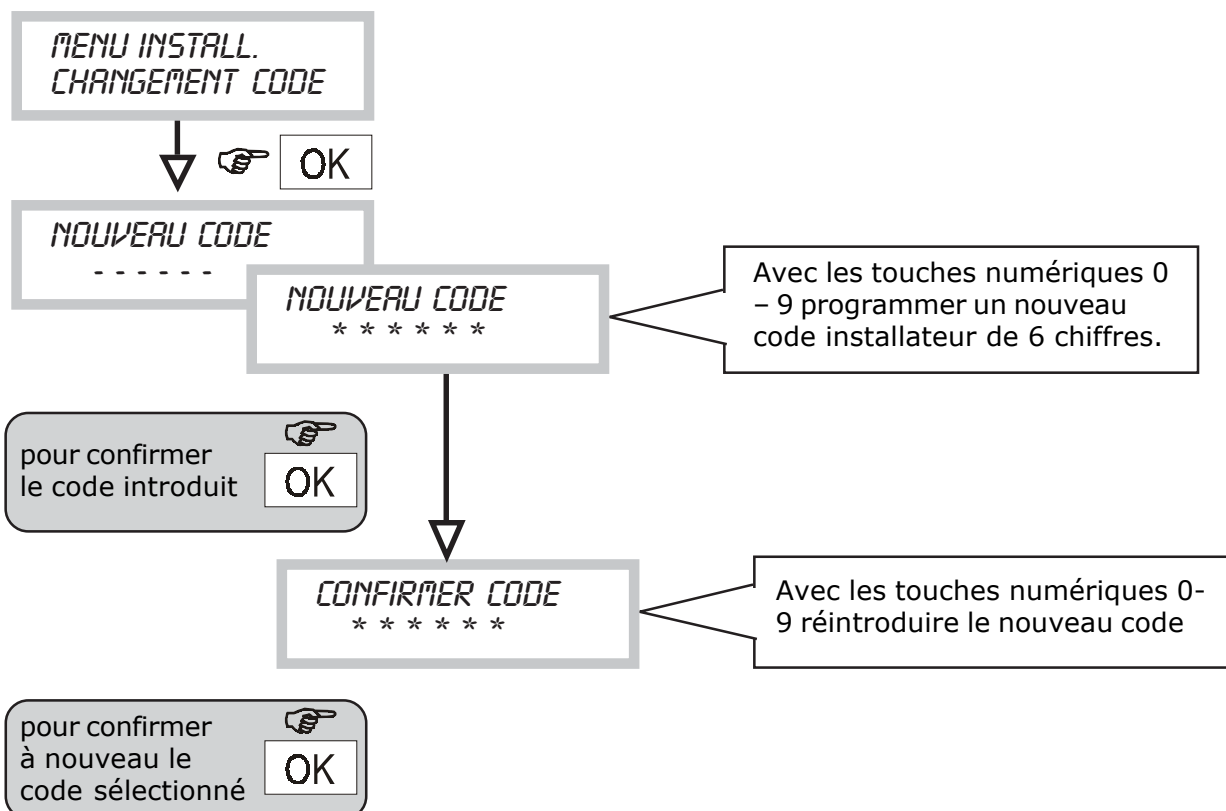 MENU INSTALL.
CHANGEMENT CODE
OK
NOUVEAU CODE
- - - - - -
NOUVEAU CODE
* * * * * *
Avec les touches numériques 0
– 9 programmer un nouveau
code installateur de 6 chiffres.
pour confirmer
le code introduit
OK
CONFIRMER CODE
* * * * * *
Avec les touches numériques 0-
9 réintroduire le nouveau code
pour confirmer
à nouveau le
code sélectionné
OK